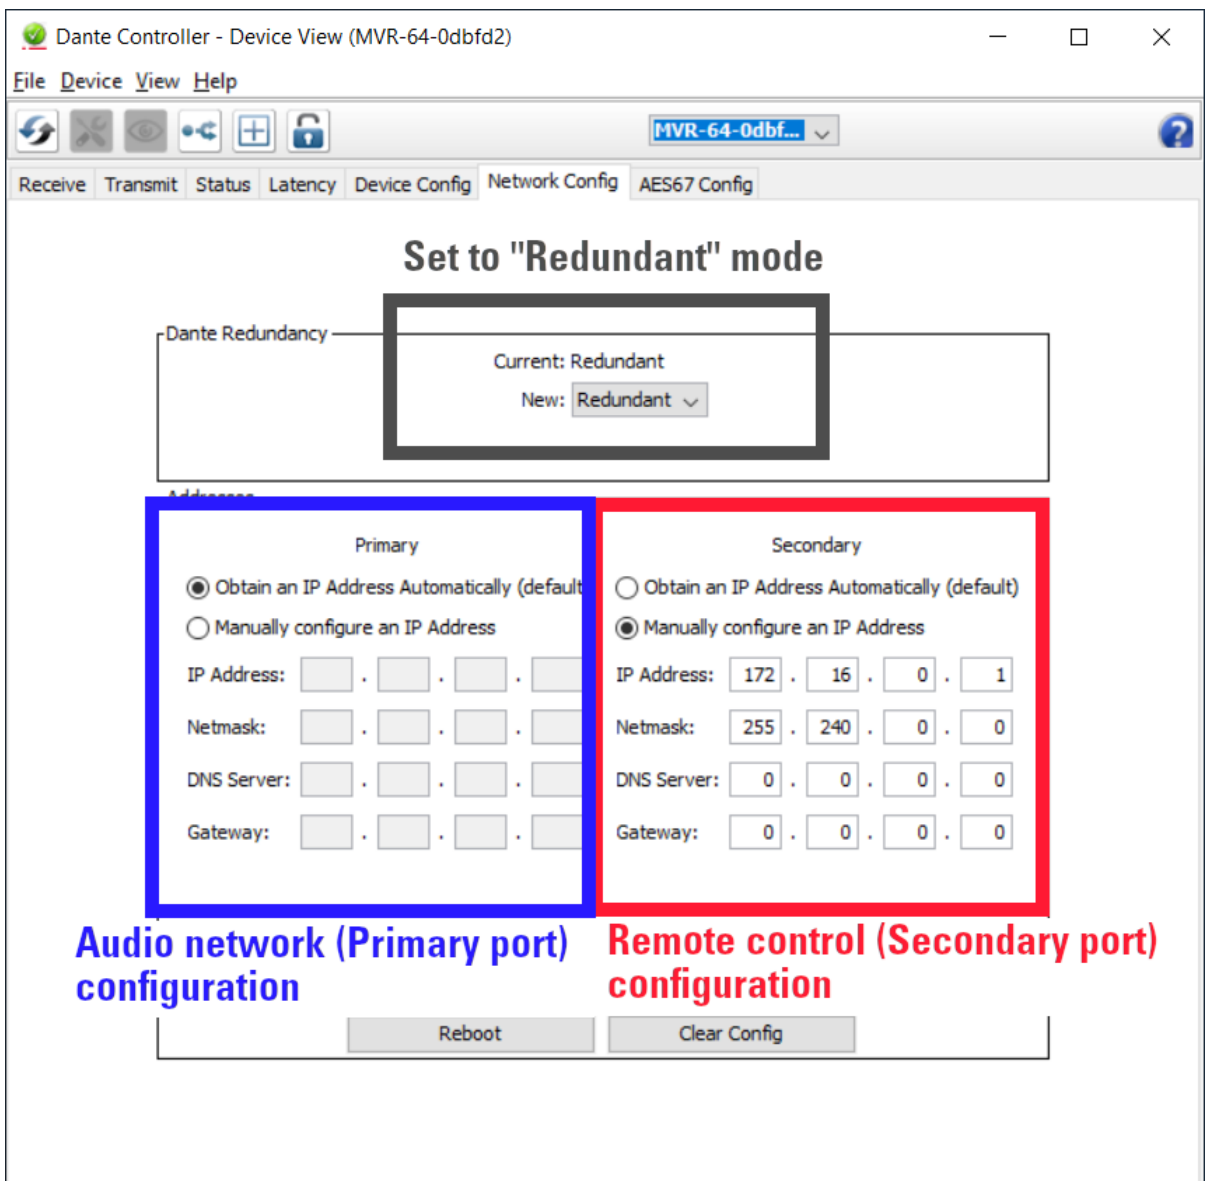 Dante Controller - Device View (MVR-64-0dbfd2)
File Device View Help
MVR-64-0dbf...
?
Receive Transmit Status Latency Device Config Network Config AES67 Config
Set to "Redundant" mode
Dante Redundancy
Current: Redundant
New: Redundant
Addresses
Primary
Obtain an IP Address Automatically (default
Manually configure an IP Address
IP Address: . . .
Netmask: . . .
DNS Server: . . .
Gateway: . . .
Secondary
Obtain an IP Address Automatically (default)
Manually configure an IP Address
IP Address: 172 . 16 . 0 . 1
Netmask: 255 . 240 . 0 . 0
DNS Server: 0 . 0 . 0 . 0
Gateway: 0 . 0 . 0 . 0
Audio network (Primary port)
configuration
Remote control (Secondary port)
configuration
Reboot Clear Config